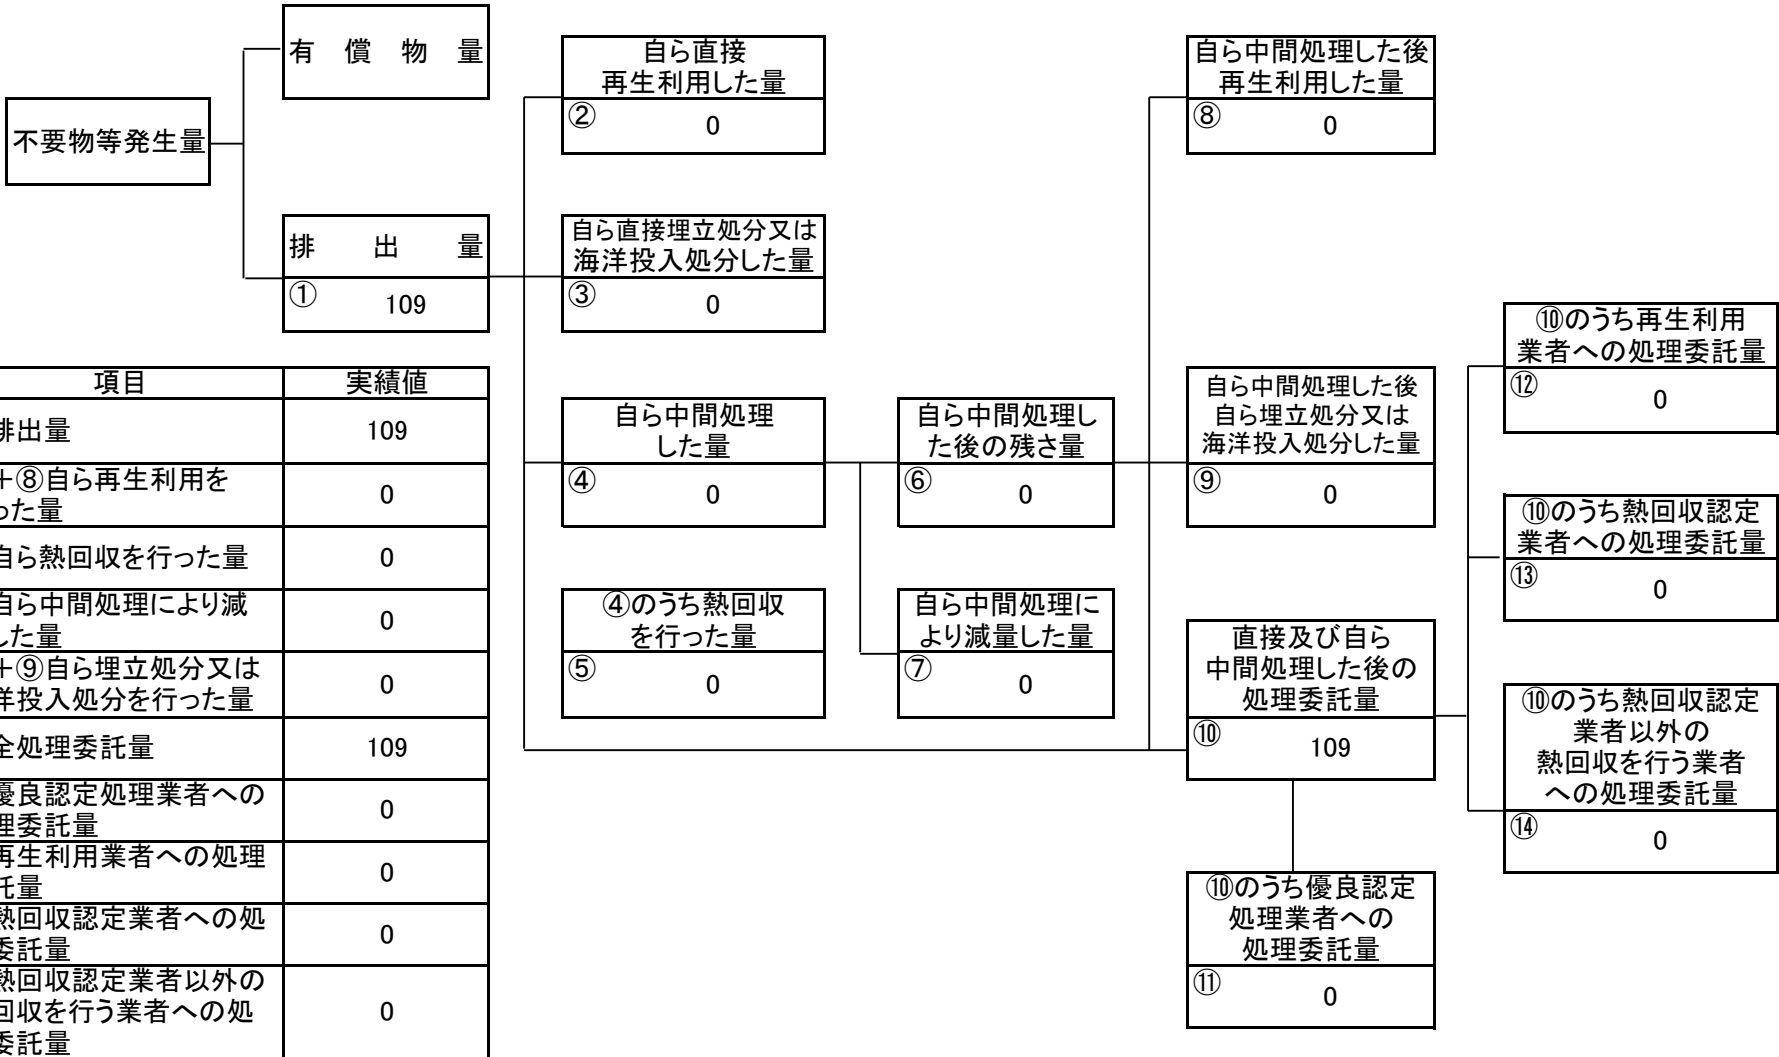 有償物量
不要物等発生量
排出量
① 109
自ら直接
再生利用した量
② 0
自ら直接埋立処分又は
海洋投入処分した量
③ 0
自ら中間処理
した量
④ 0
④のうち熱回収
を行った量
⑤ 0
自ら中間処理し
た後の残さ量
⑥ 0
自ら中間処理に
より減量した量
⑦ 0
自ら中間処理した後
再生利用した量
⑧ 0
自ら中間処理した後
自ら埋立処分又は
海洋投入処分した量
⑨ 0
直接及び自ら
中間処理した後の
処理委託量
⑩ 109
⑩のうち優良認定
処理業者への
処理委託量
⑪ 0
⑩のうち再生利用
業者への処理委託量
⑫ 0
⑩のうち熱回収認定
業者への処理委託量
⑬ 0
⑩のうち熱回収認定
業者以外の
熱回収を行う業者
への処理委託量
⑭ 0
項目 実績値
排出量 109
+⑧自ら再生利用を
った量 0
自ら熱回収を行った量 0
自ら中間処理により減
した量 0
+⑨自ら埋立処分又は
洋投入処分を行った量 0
全処理委託量 109
優良認定処理業者への
理委託量 0
再生利用業者への処理
託量 0
熱回収認定業者への処
委託量 0
熱回収認定業者以外の
回収を行う業者への処
委託量 0